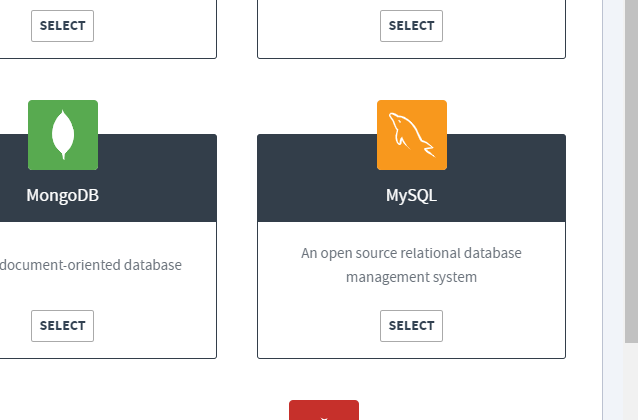 SELECT
SELECT
MongoDB
MySQL
document-oriented database
An open source relational database
management system
SELECT
SELECT